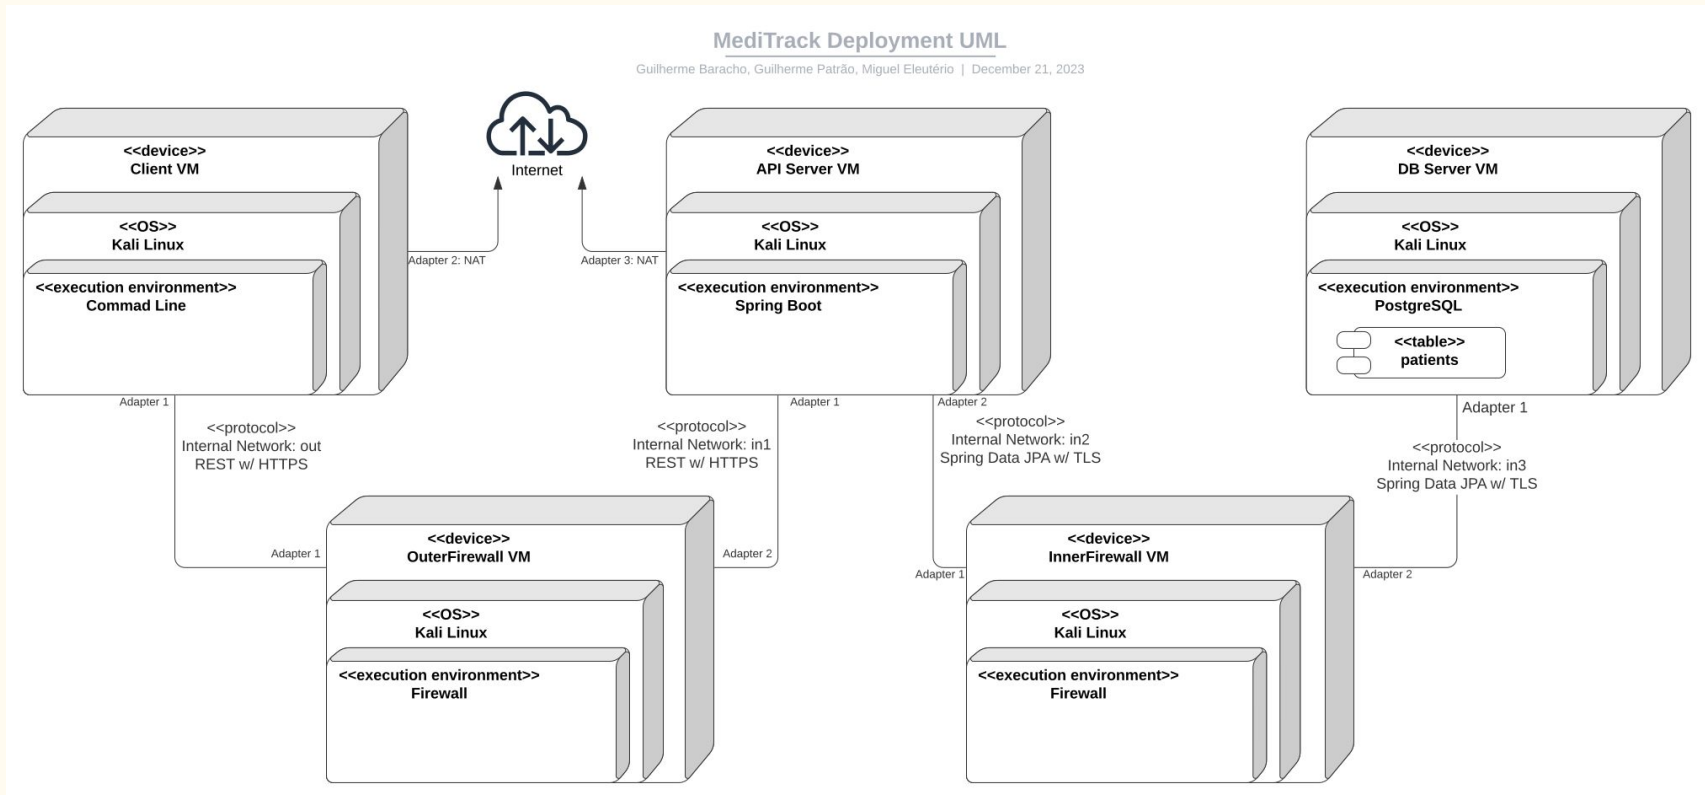 MediTrack Deployment UML
Guilherme Baracho, Guilherme Patrão, Miguel Eleutério | December 21, 2023
<<device>>
Client VM
<<OS>>
Kali Linux
<<execution environment>>
Commad Line
Internet
Adapter 2: NAT
Adapter 3: NAT
<<device>>
API Server VM
<<OS>>
Kali Linux
<<execution environment>>
Spring Boot
<<device>>
DB Server VM
<<OS>>
Kali Linux
<<execution environment>>
PostgreSQL
<<table>>
patients
Adapter 1
<<protocol>>
Internal Network: out
REST w/ HTTPS
Adapter 1
Adapter 1
<<protocol>>
Internal Network: in1
REST w/ HTTPS
Adapter 2
Adapter 2
<<protocol>>
Internal Network: in2
Spring Data JPA w/ TLS
Adapter 1
Adapter 1
<<protocol>>
Internal Network: in3
Spring Data JPA w/ TLS
Adapter 2
<<device>>
OuterFirewall VM
<<OS>>
Kali Linux
<<execution environment>>
Firewall
<<device>>
InnerFirewall VM
<<OS>>
Kali Linux
<<execution environment>>
Firewall